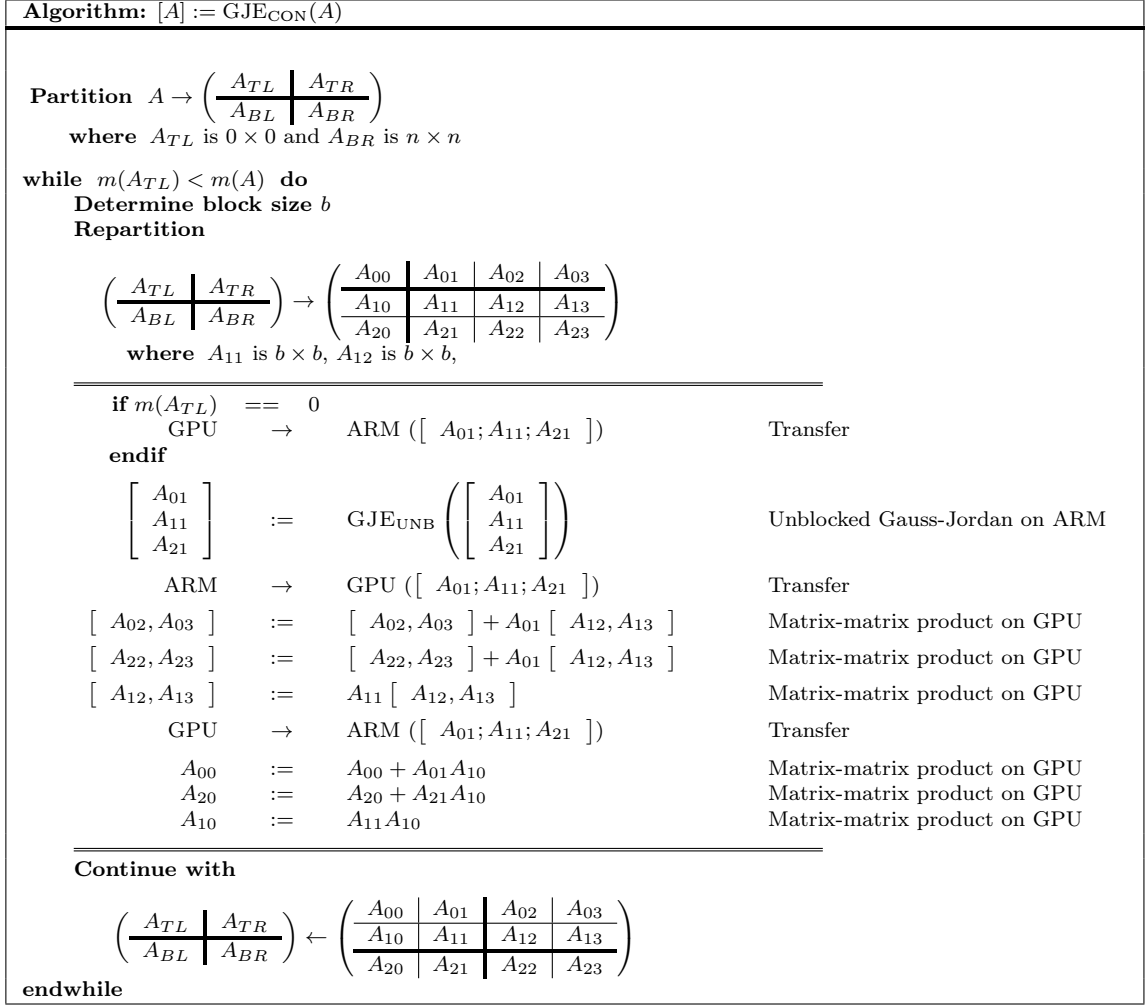 Algorithm: [A] := GJE_CON(A)
Partition A → ( A_TL | A_TR
A_BL | A_BR )
where A_TL is 0 × 0 and A_BR is n × n
while m(A_TL) < m(A) do
Determine block size b
Repartition
( A_TL | A_TR
A_BL | A_BR ) → ( A_00 | A_01 | A_02 | A_03
A_10 | A_11 | A_12 | A_13
A_20 | A_21 | A_22 | A_23 )
where A_11 is b × b, A_12 is b × b,
if m(A_TL) == 0
GPU → ARM ([ A_01; A_11; A_21 ]) Transfer
endif
[ A_01
A_11
A_21 ] := GJE_UNB ( [ A_01
A_11
A_21 ] ) Unblocked Gauss-Jordan on ARM
ARM → GPU ([ A_01; A_11; A_21 ]) Transfer
[ A_02, A_03 ] := [ A_02, A_03 ] + A_01 [ A_12, A_13 ] Matrix-matrix product on GPU
[ A_22, A_23 ] := [ A_22, A_23 ] + A_01 [ A_12, A_13 ] Matrix-matrix product on GPU
[ A_12, A_13 ] := A_11 [ A_12, A_13 ] Matrix-matrix product on GPU
GPU → ARM ([ A_01; A_11; A_21 ]) Transfer
A_00 := A_00 + A_01 A_10 Matrix-matrix product on GPU
A_20 := A_20 + A_21 A_10 Matrix-matrix product on GPU
A_10 := A_11 A_10 Matrix-matrix product on GPU
Continue with
( A_TL | A_TR
A_BL | A_BR ) ← ( A_00 | A_01 | A_02 | A_03
A_10 | A_11 | A_12 | A_13
A_20 | A_21 | A_22 | A_23 )
endwhile